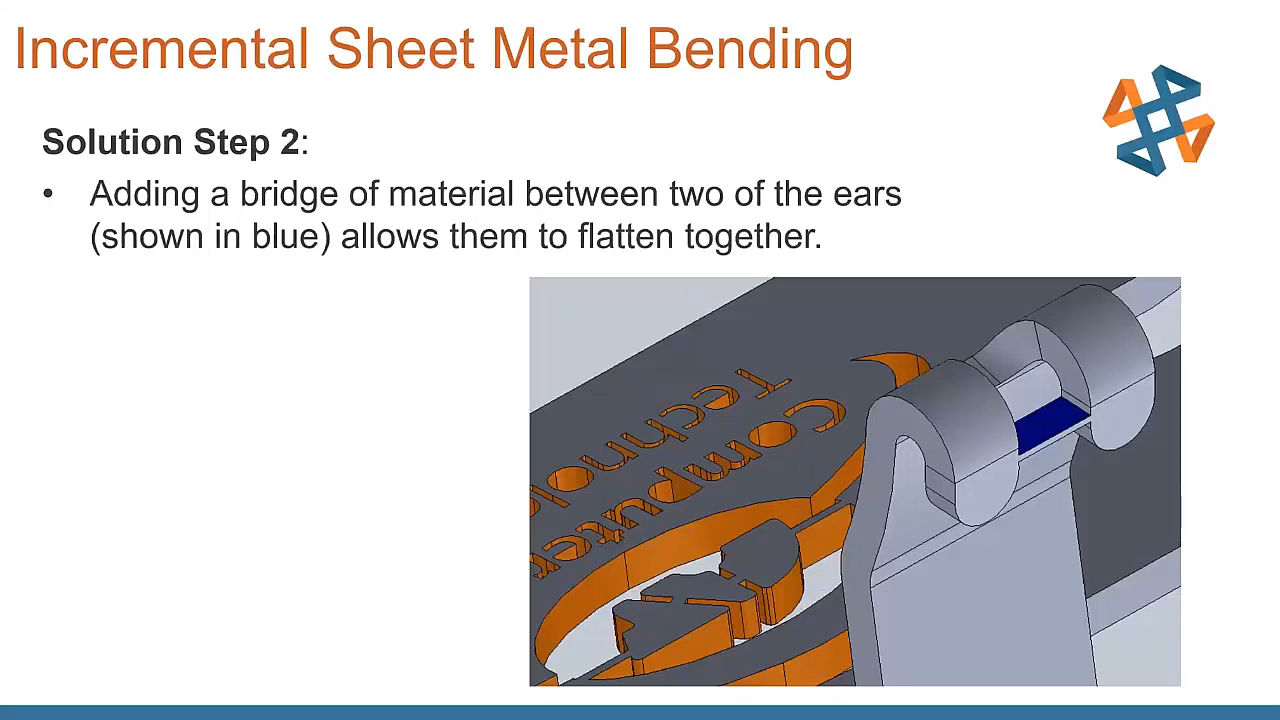 Incremental Sheet Metal Bending
Solution Step 2:
• Adding a bridge of material between two of the ears
(shown in blue) allows them to flatten together.
Computer